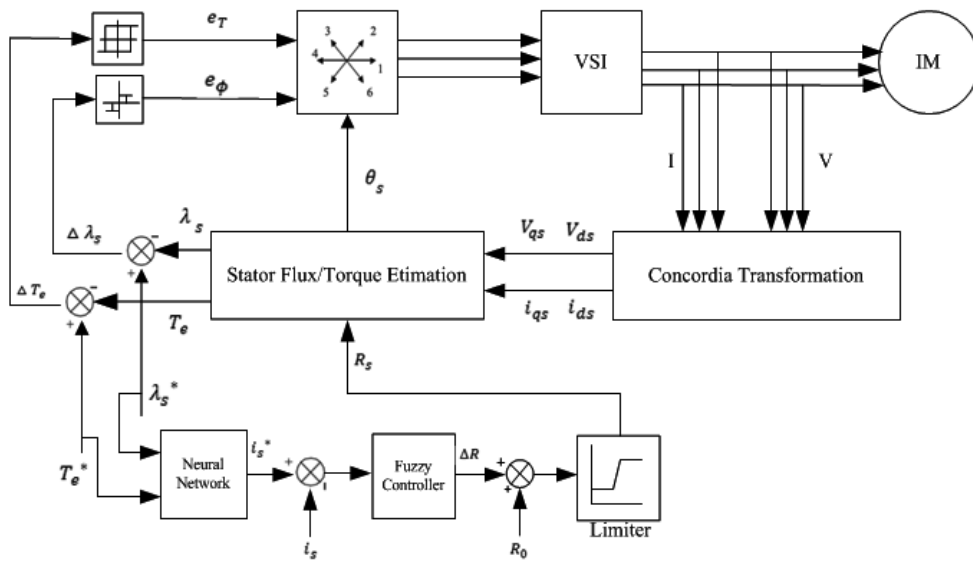 e_T
3 2
4 1
5 6
VSI
IM
e_ϕ
I
V
θ_s
Δ λ_s
-
λ_s
+
Stator Flux/Torque Etimation
V_qs V_ds
Concordia Transformation
i_qs i_ds
Δ T_e
-
+
T_e
R_s
λ_s*
T_e*
Neural
Network
i_s*
+
-
Fuzzy
Controller
ΔR
+
+
Limiter
i_s
R_0